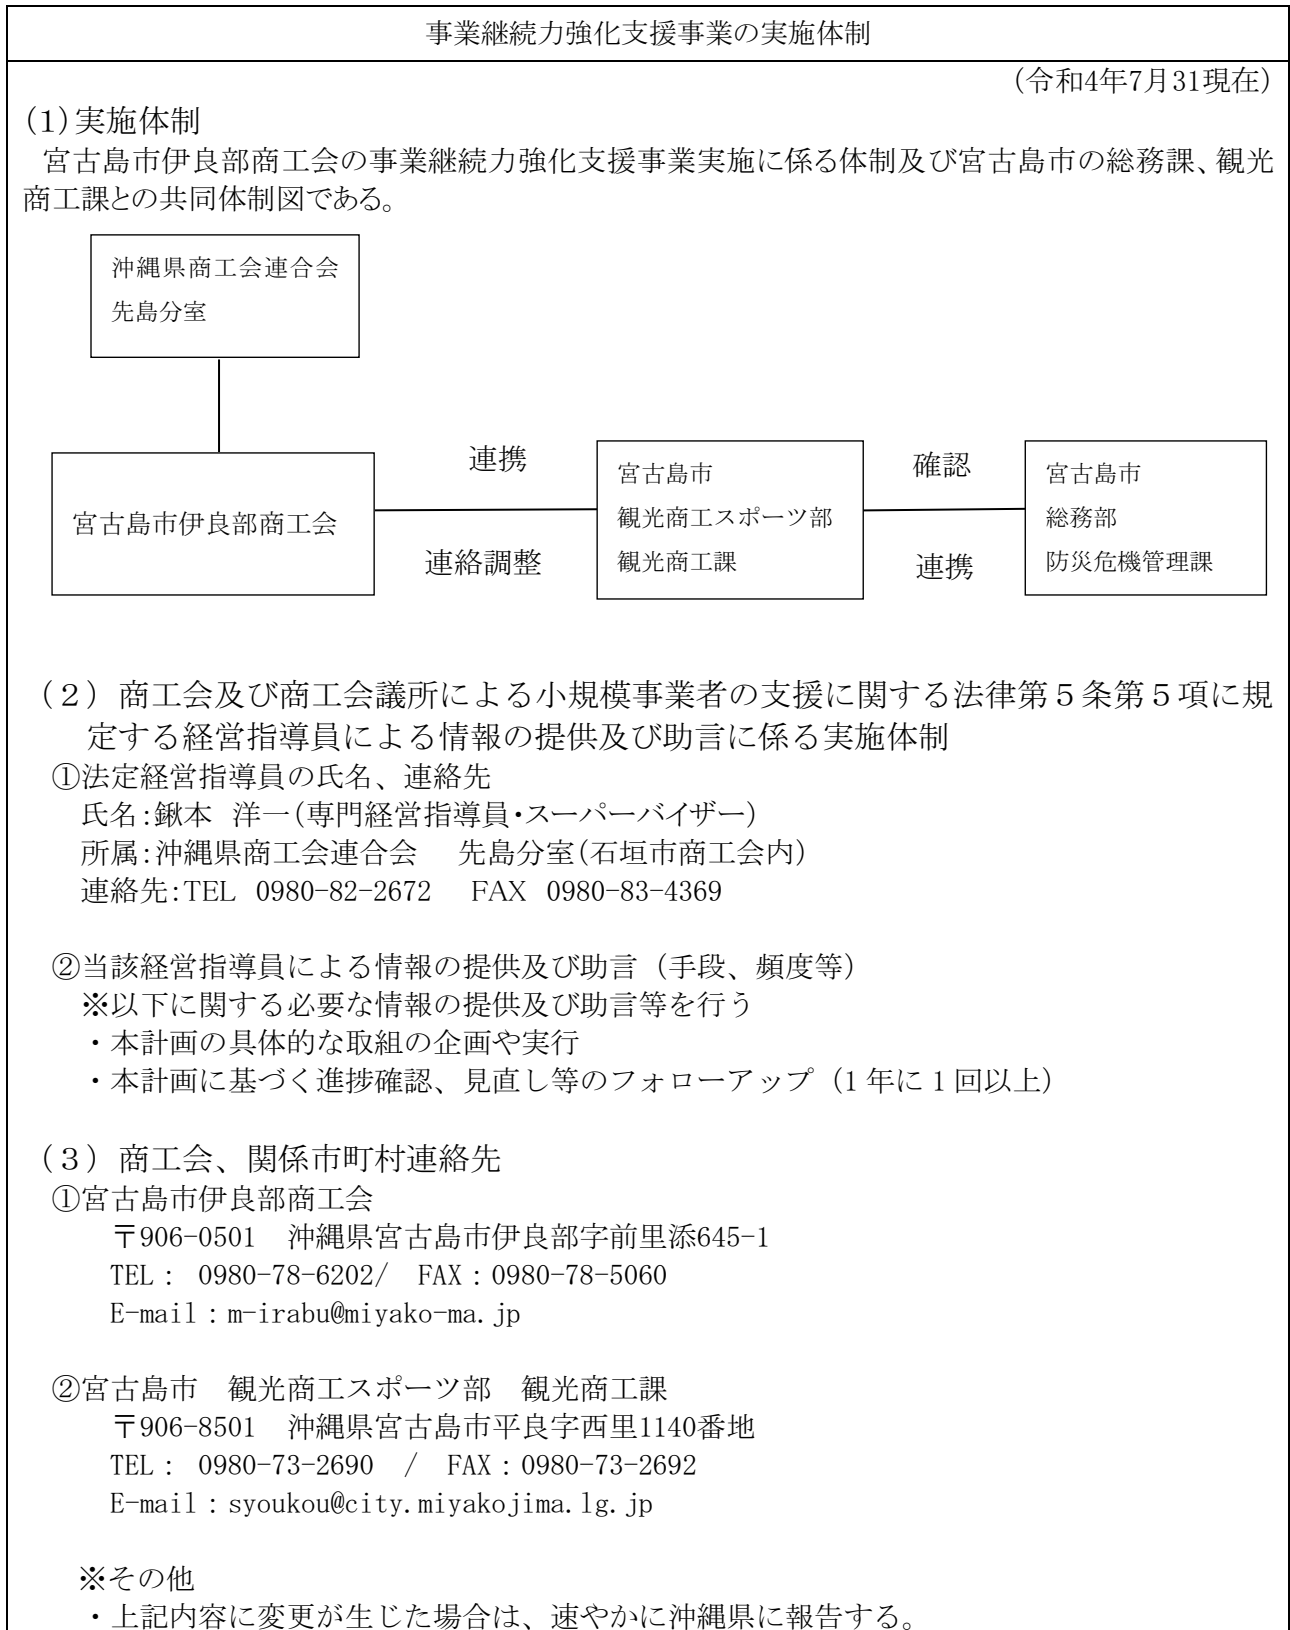 事業継続力強化支援事業の実施体制
(令和4年7月31現在)
(1)実施体制
宮古島市伊良部商工会の事業継続力強化支援事業実施に係る体制及び宮古島市の総務課、観光
商工課との共同体制図である。
沖縄県商工会連合会
先島分室
宮古島市伊良部商工会
連携
連絡調整
宮古島市
観光商工スポーツ部
観光商工課
確認
連携
宮古島市
総務部
防災危機管理課
(2)商工会及び商工会議所による小規模事業者の支援に関する法律第5条第5項に規
定する経営指導員による情報の提供及び助言に係る実施体制
①法定経営指導員の氏名、連絡先
氏名:鍬本 洋一(専門経営指導員・スーパーバイザー)
所属:沖縄県商工会連合会 先島分室(石垣市商工会内)
連絡先:TEL 0980-82-2672 FAX 0980-83-4369
②当該経営指導員による情報の提供及び助言(手段、頻度等)
※以下に関する必要な情報の提供及び助言等を行う
・本計画の具体的な取組の企画や実行
・本計画に基づく進捗確認、見直し等のフォローアップ(1年に1回以上)
(3)商工会、関係市町村連絡先
①宮古島市伊良部商工会
〒906-0501 沖縄県宮古島市伊良部字前里添645-1
TEL: 0980-78-6202/ FAX:0980-78-5060
E-mail:m-irabu@miyako-ma.jp
②宮古島市 観光商工スポーツ部 観光商工課
〒906-8501 沖縄県宮古島市平良字西里1140番地
TEL: 0980-73-2690 / FAX:0980-73-2692
E-mail:syoukou@city.miyakojima.lg.jp
※その他
・上記内容に変更が生じた場合は、速やかに沖縄県に報告する。